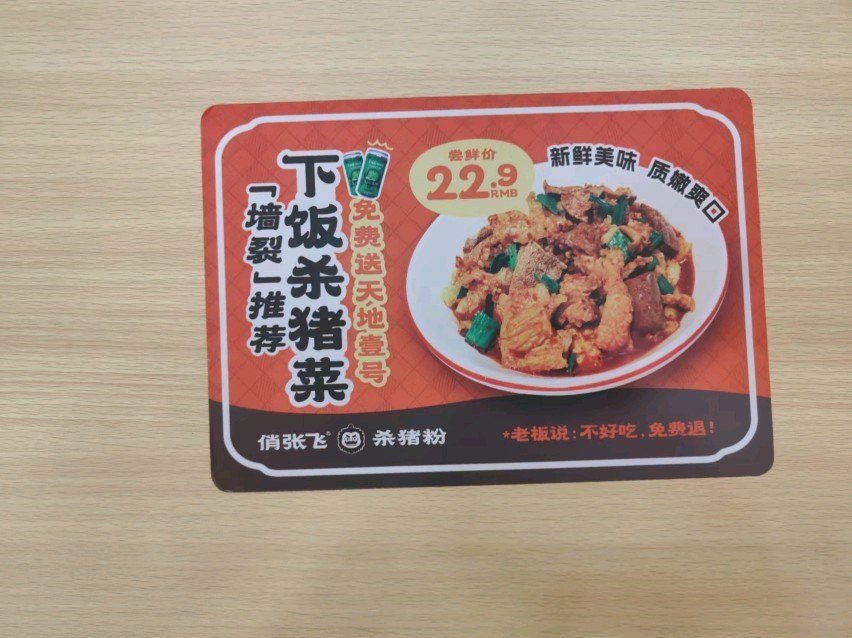 「墙裂」推荐
下饭杀猪菜
免费送天地壹号
尝鲜价
22.9
RMB
新鲜美味 质嫩爽口
俏张飞® 杀猪粉
*老板说：不好吃，免费退！